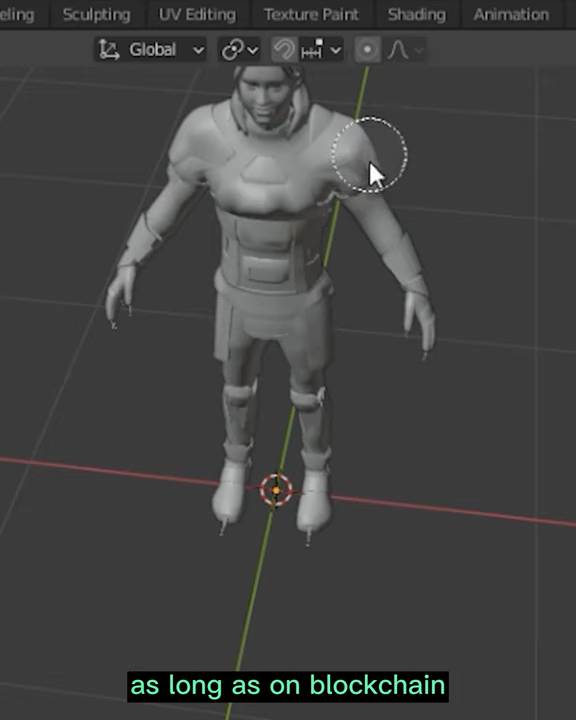 eling Sculpting UV Editing Texture Paint Shading Animation
Global
as long as on blockchain